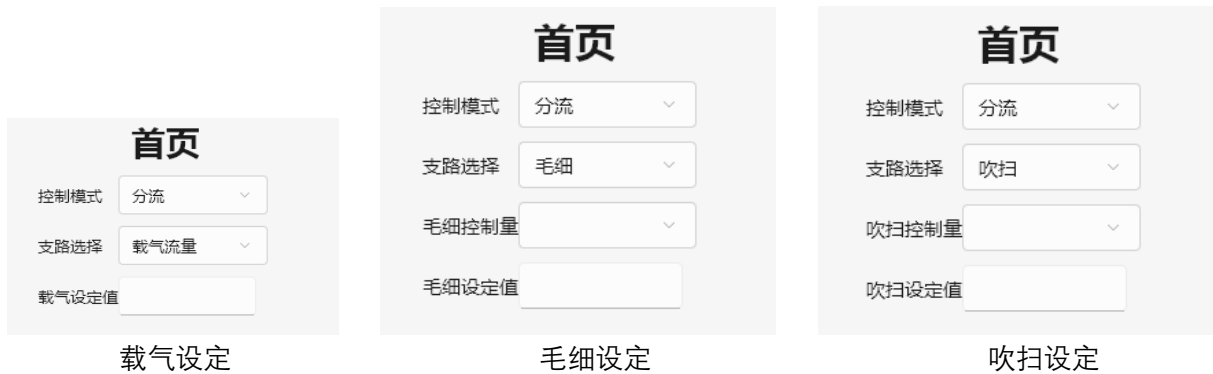 首页
控制模式 分流
支路选择 载气流量
载气设定值
载气设定
首页
控制模式 分流
支路选择 毛细
毛细控制量
毛细设定值
毛细设定
首页
控制模式 分流
支路选择 吹扫
吹扫控制量
吹扫设定值
吹扫设定